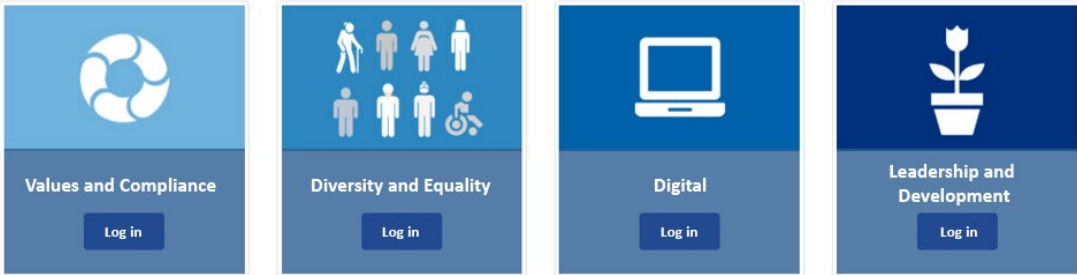 Values and Compliance
Log in
Diversity and Equality
Log in
Digital
Log in
Leadership and
Development
Log in